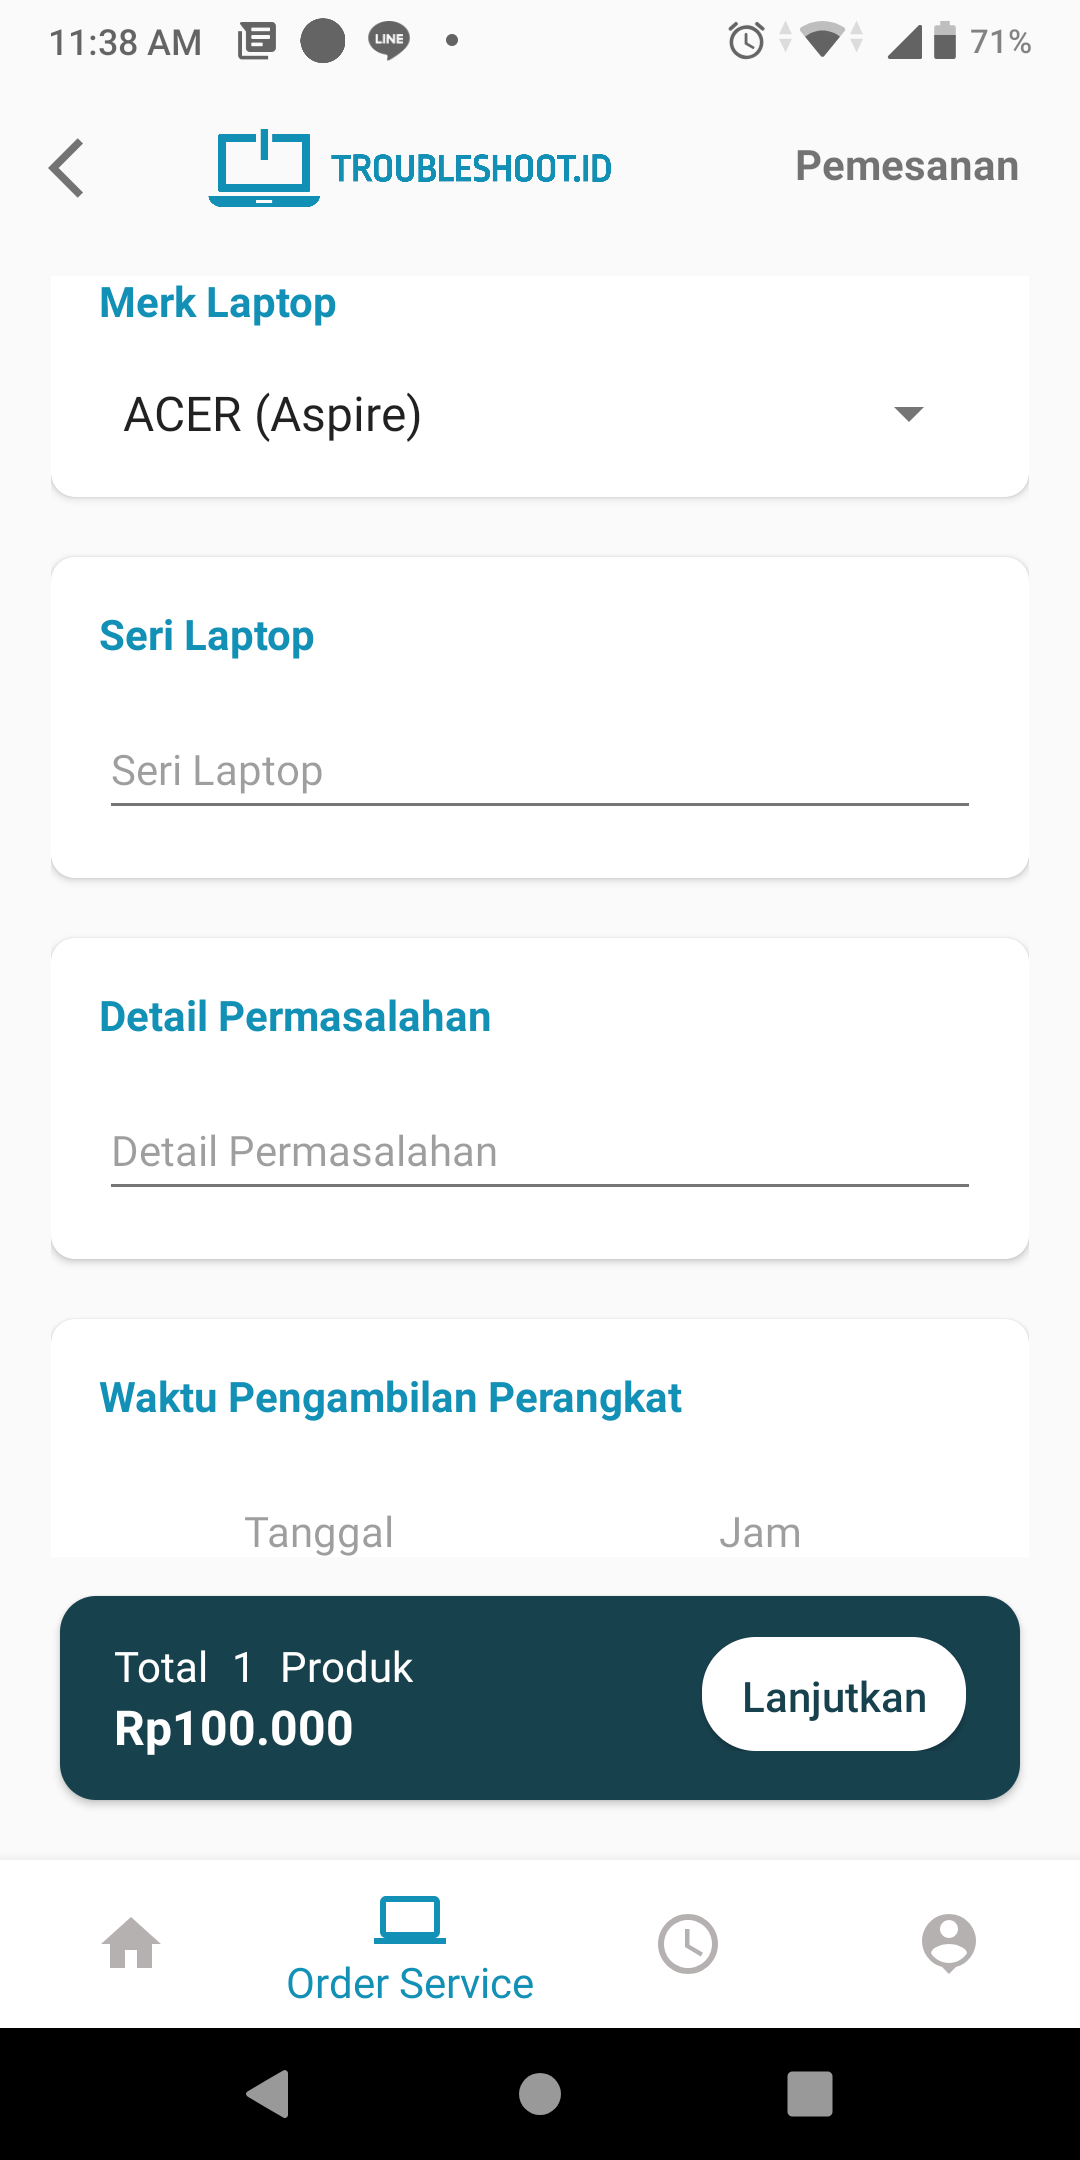 11:38 AM
LINE
71%
TROUBLESHOOT.ID
Pemesanan
Merk Laptop
ACER (Aspire)
Seri Laptop
Seri Laptop
Detail Permasalahan
Detail Permasalahan
Waktu Pengambilan Perangkat
Tanggal Jam
Total 1 Produk
Rp100.000
Lanjutkan
Order Service